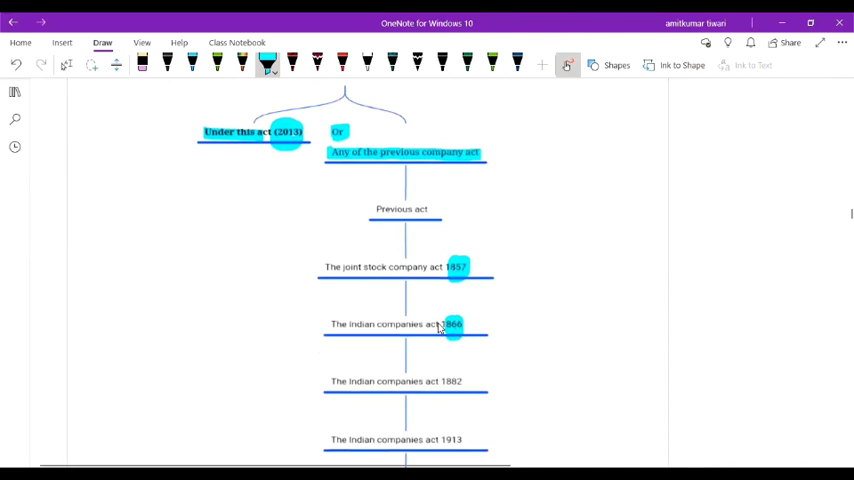 OneNote for Windows 10
amitkumar tiwari
Home Insert Draw View Help Class Notebook
Share
Shapes Ink to Shape Ink to Text
Under this act (2013) Or
Any of the previous company act
Previous act
The joint stock company act 1857
The Indian companies act 1866
The Indian companies act 1882
The Indian companies act 1913